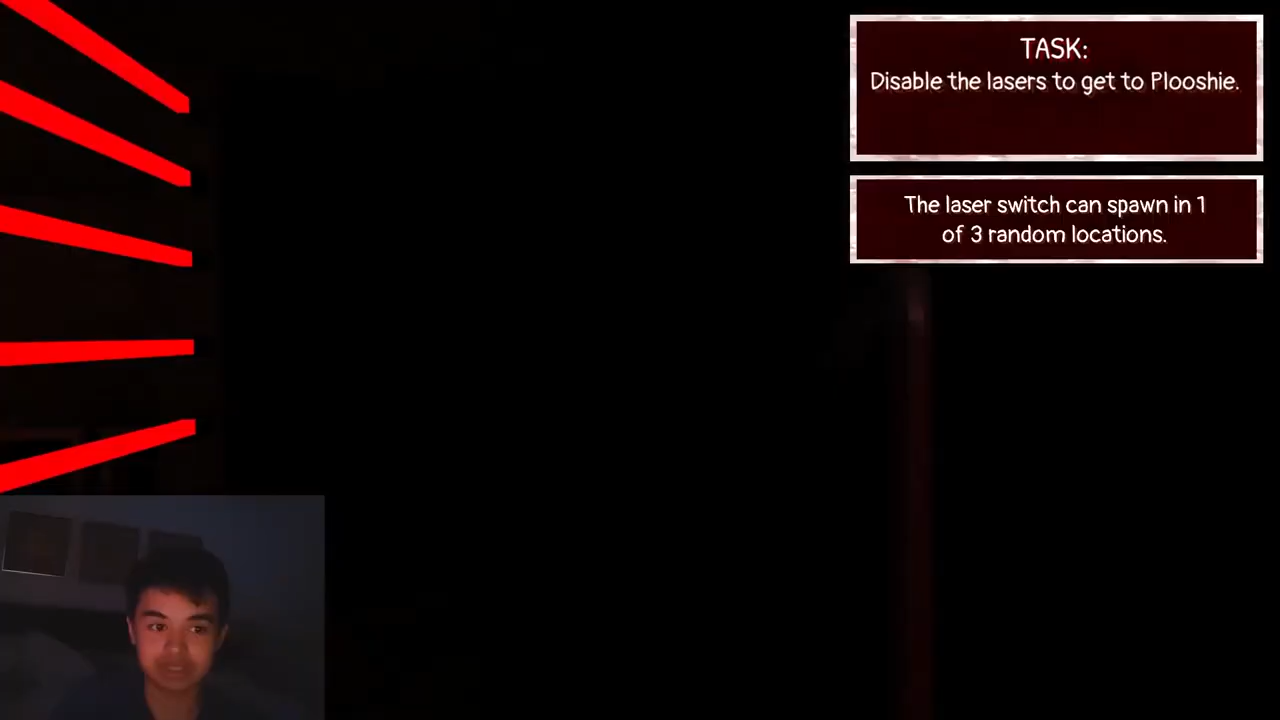 TASK:
Disable the lasers to get to Plooshie.
The laser switch can spawn in 1
of 3 random locations.